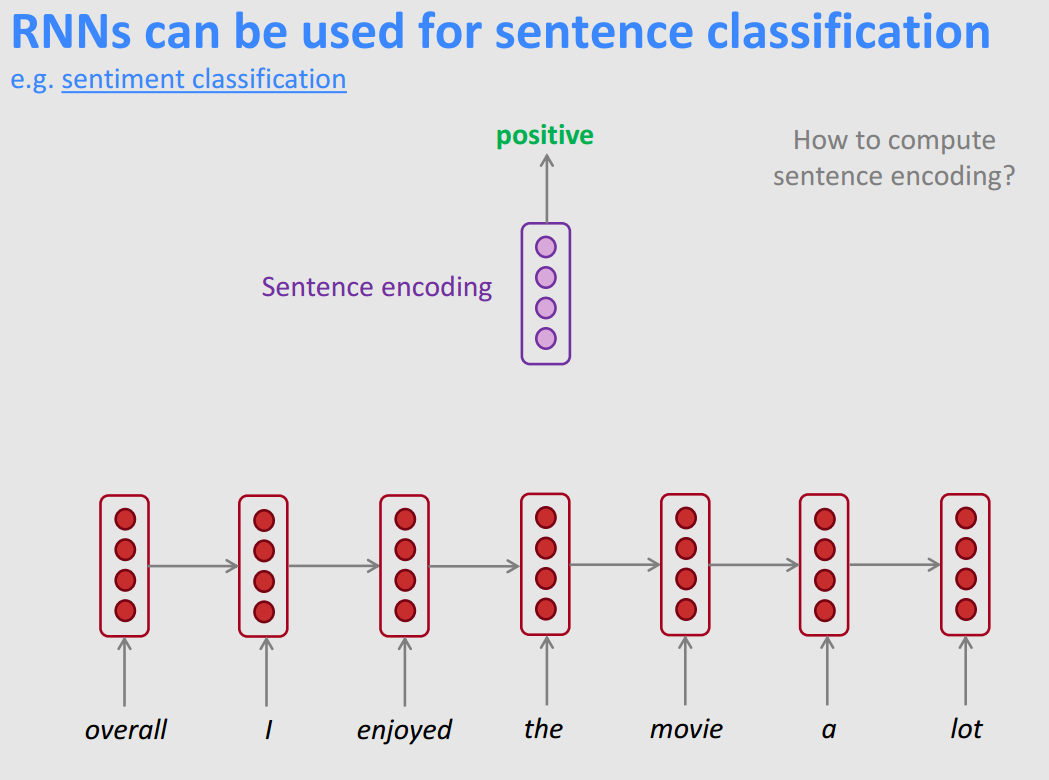 RNNs can be used for sentence classification
e.g. sentiment classification
positive
How to compute
sentence encoding?
Sentence encoding
overall I enjoyed the movie a lot